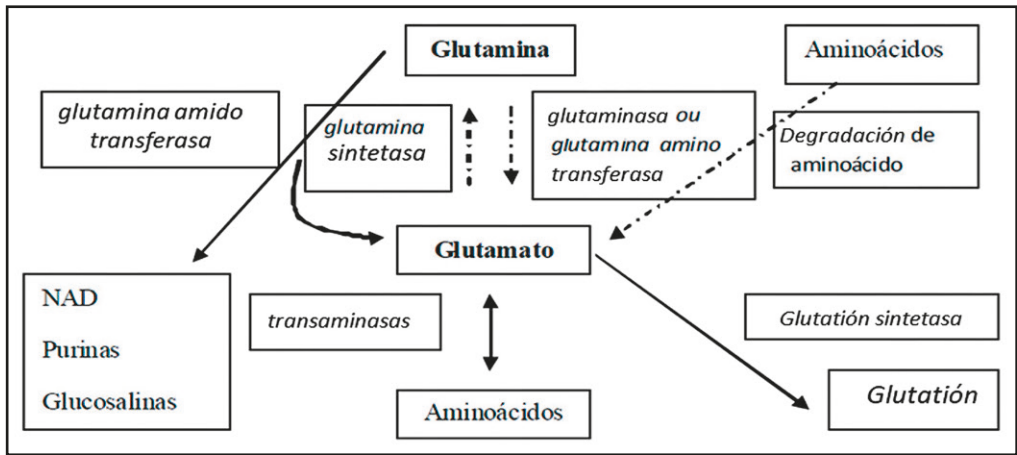 Glutamina
Aminoácidos
glutamina amido
transferasa
glutamina
sintetasa
glutaminasa ou
glutamina amino
transferasa
Degradación de
aminoácido
Glutamato
NAD
Purinas
Glucosalinas
transaminasas
Glutatión sintetasa
Aminoácidos
Glutatión